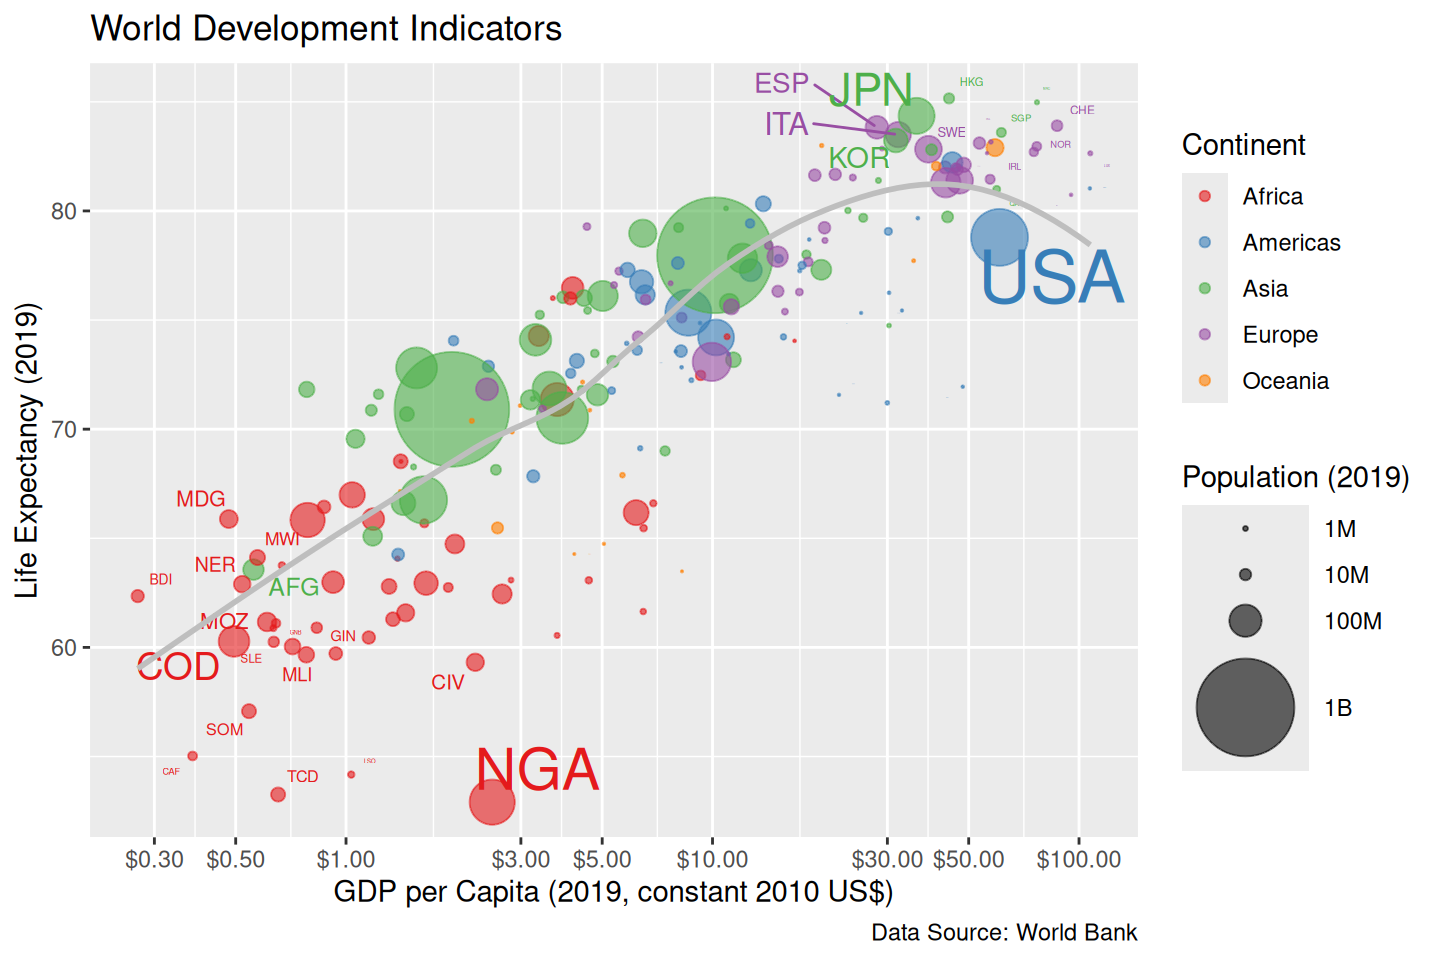 World Development Indicators
ESP
JPN
HKG
ITA
SGP
CHE
SWE
KOR
NOR
IRL
USA
80
70
60
Life Expectancy (2019)
MDG
MWI
NER
BDI
AFG
MOZ
GNB
GIN
COD
SLE
MLI
CIV
SOM
NGA
CAF
TCD
LSO
$0.30
$0.50
$1.00
$3.00
$5.00
$10.00
$30.00
$50.00
$100.00
GDP per Capita (2019, constant 2010 US$)
Data Source: World Bank
Continent
Africa
Americas
Asia
Europe
Oceania
Population (2019)
1M
10M
100M
1B